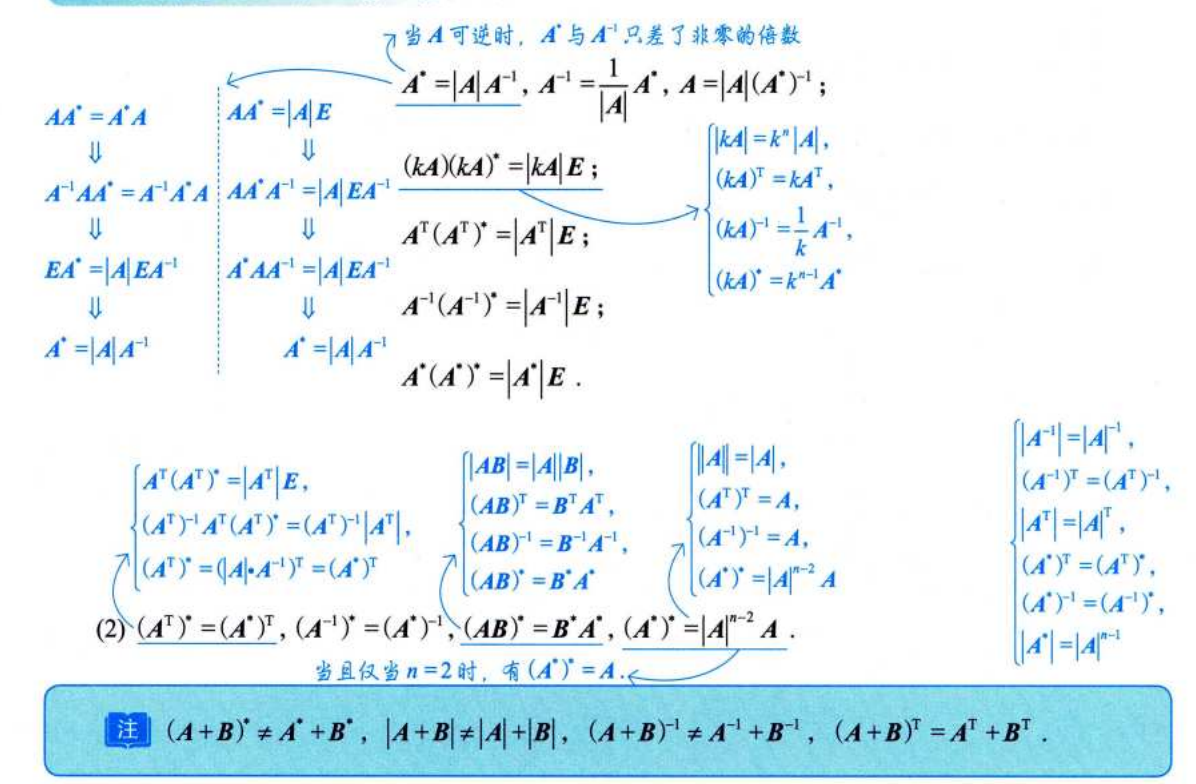 当A可逆时，A*与A⁻¹只差了非零的倍数
A* =|A|A⁻¹, A⁻¹ = 1/|A| A*, A=|A|(A*)⁻¹；
AA* = A*A
⇓
A⁻¹AA* = A⁻¹A*A
⇓
EA* =|A|EA⁻¹
⇓
A* =|A|A⁻¹
AA* =|A|E
⇓
AA*A⁻¹ =|A|EA⁻¹
⇓
A*AA⁻¹ =|A|EA⁻¹
⇓
A* =|A|A⁻¹
(kA)(kA)* =|kA|E；
Aᵀ(Aᵀ)* =|Aᵀ|E；
A⁻¹(A⁻¹)* =|A⁻¹|E；
A*(A*)* =|A*|E .
|kA|=kⁿ|A|,
(kA)ᵀ = kAᵀ,
(kA)⁻¹ = 1/k A⁻¹,
(kA)* = kⁿ⁻¹A*
Aᵀ(Aᵀ)* =|Aᵀ|E,
(Aᵀ)⁻¹Aᵀ(Aᵀ)* =(Aᵀ)⁻¹|Aᵀ|,
(Aᵀ)* =(|A|•A⁻¹)ᵀ =(A*)ᵀ
|AB|=|A||B|,
(AB)ᵀ = BᵀAᵀ,
(AB)⁻¹ = B⁻¹A⁻¹,
(AB)* = B*A*
||A||=|A|,
(Aᵀ)ᵀ = A,
(A⁻¹)⁻¹ = A,
(A*)* =|A|ⁿ⁻² A
|A⁻¹|=|A|⁻¹,
(A⁻¹)ᵀ =(Aᵀ)⁻¹,
|Aᵀ|=|A|ᵀ,
(A*)ᵀ =(Aᵀ)*,
(A*)⁻¹ =(A⁻¹)*,
|A*|=|A|ⁿ⁻¹
(2) (Aᵀ)* =(A*)ᵀ, (A⁻¹)* =(A*)⁻¹, (AB)* = B*A*, (A*)* =|A|ⁿ⁻² A .
当且仅当n=2时，有(A*)* = A.
注 (A+B)* ≠ A* + B*, |A+B|≠|A|+|B|, (A+B)⁻¹ ≠ A⁻¹ + B⁻¹, (A+B)ᵀ = Aᵀ + Bᵀ .